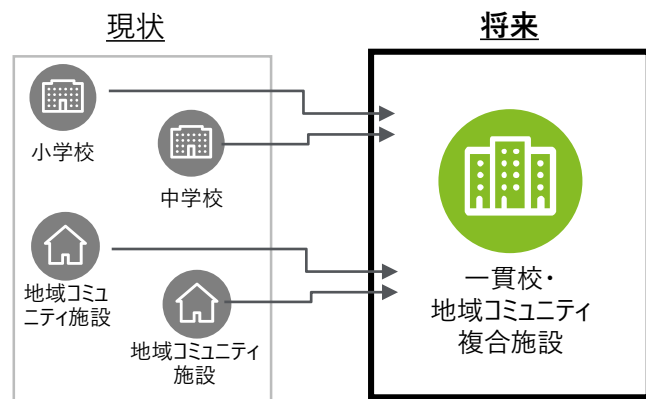 現状
将来
小学校
中学校
地域コミュ
ニティ施設
地域コミュニティ
施設
一貫校・
地域コミュニティ
複合施設